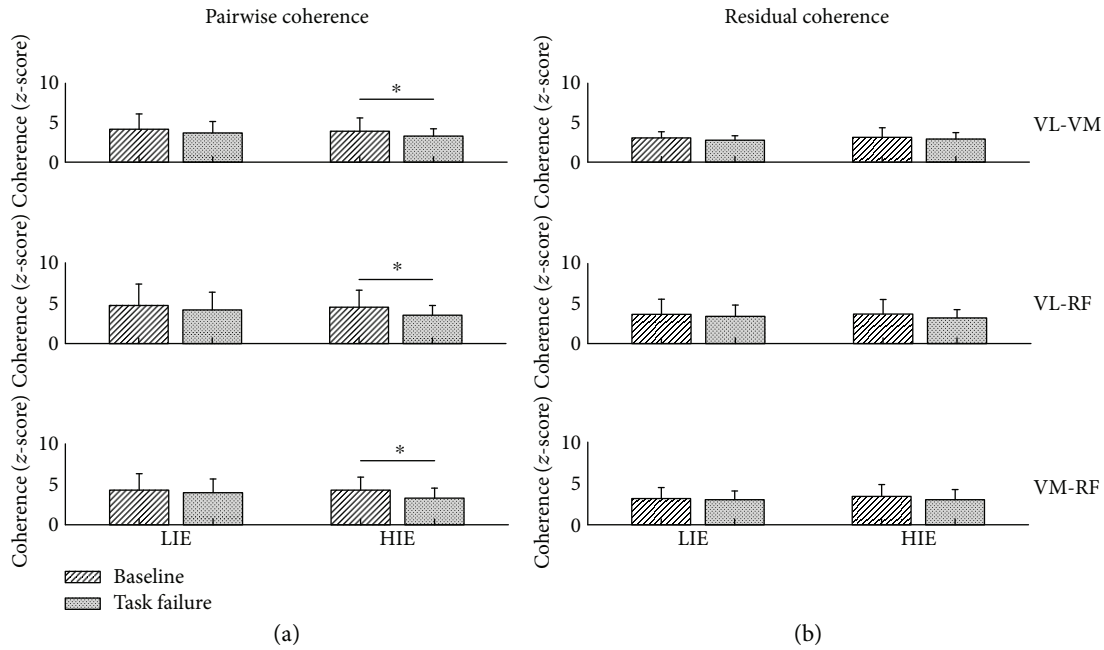 Pairwise coherence
Coherence (z-score)
10
5
0
*
Coherence (z-score)
10
5
0
*
Coherence (z-score)
10
5
0
*
LIE
HIE
Baseline
Task failure
(a)
Residual coherence
Coherence (z-score)
10
5
0
VL-VM
Coherence (z-score)
10
5
0
VL-RF
Coherence (z-score)
10
5
0
VM-RF
LIE
HIE
(b)